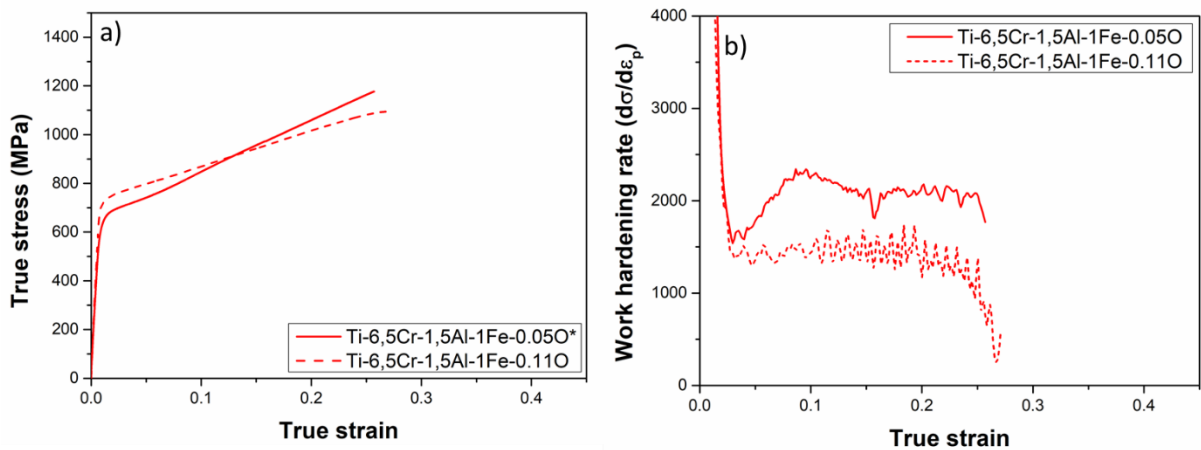 a)
True stress (MPa)
1400
1200
1000
800
600
400
200
0
0.0 0.1 0.2 0.3 0.4
True strain
Ti-6,5Cr-1,5Al-1Fe-0.05O*
Ti-6,5Cr-1,5Al-1Fe-0.11O
b)
Work hardening rate (dσ/dεp)
4000
3000
2000
1000
0
0.0 0.1 0.2 0.3 0.4
True strain
Ti-6,5Cr-1,5Al-1Fe-0.05O
Ti-6,5Cr-1,5Al-1Fe-0.11O